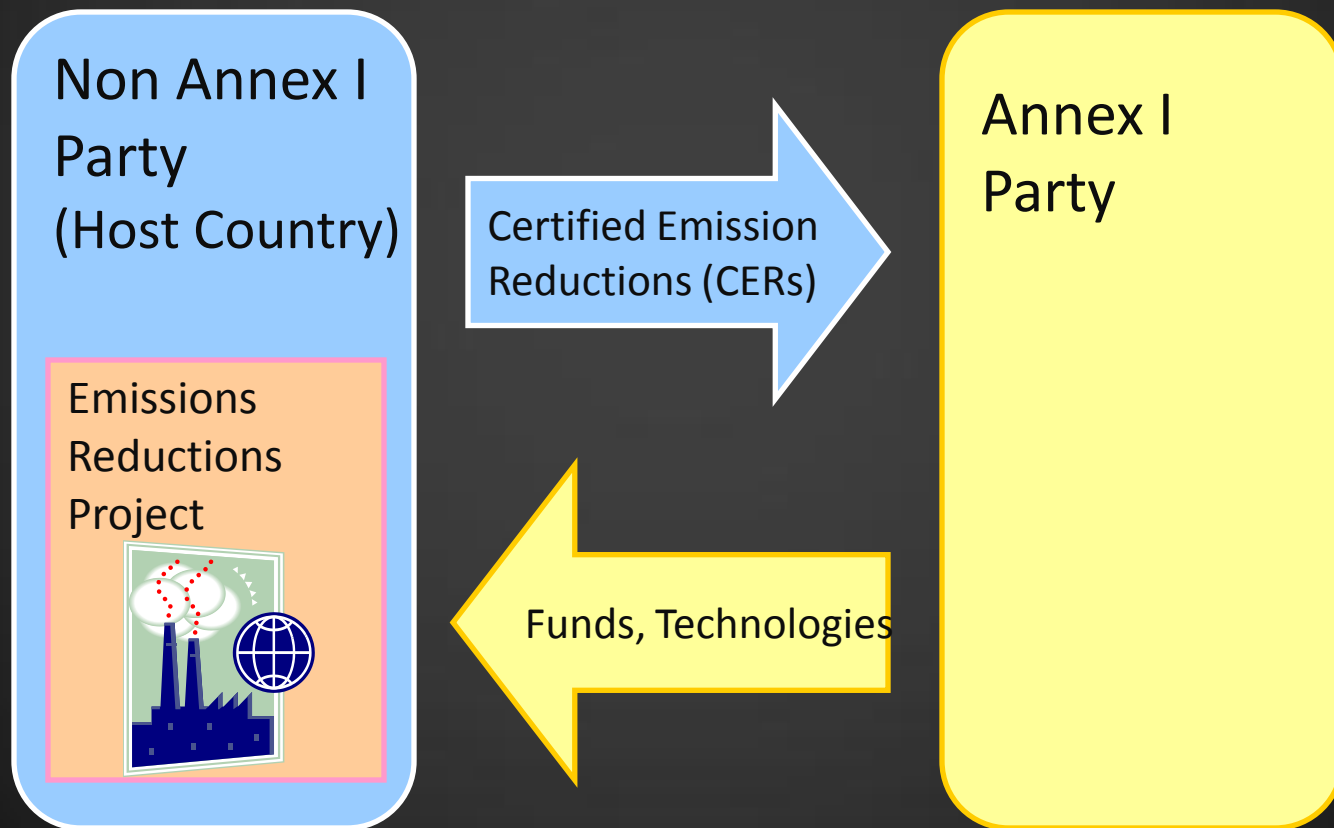 Non Annex I
Party
(Host Country)
Emissions
Reductions
Project
Certified Emission
Reductions (CERs)
Funds, Technologies
Annex I
Party